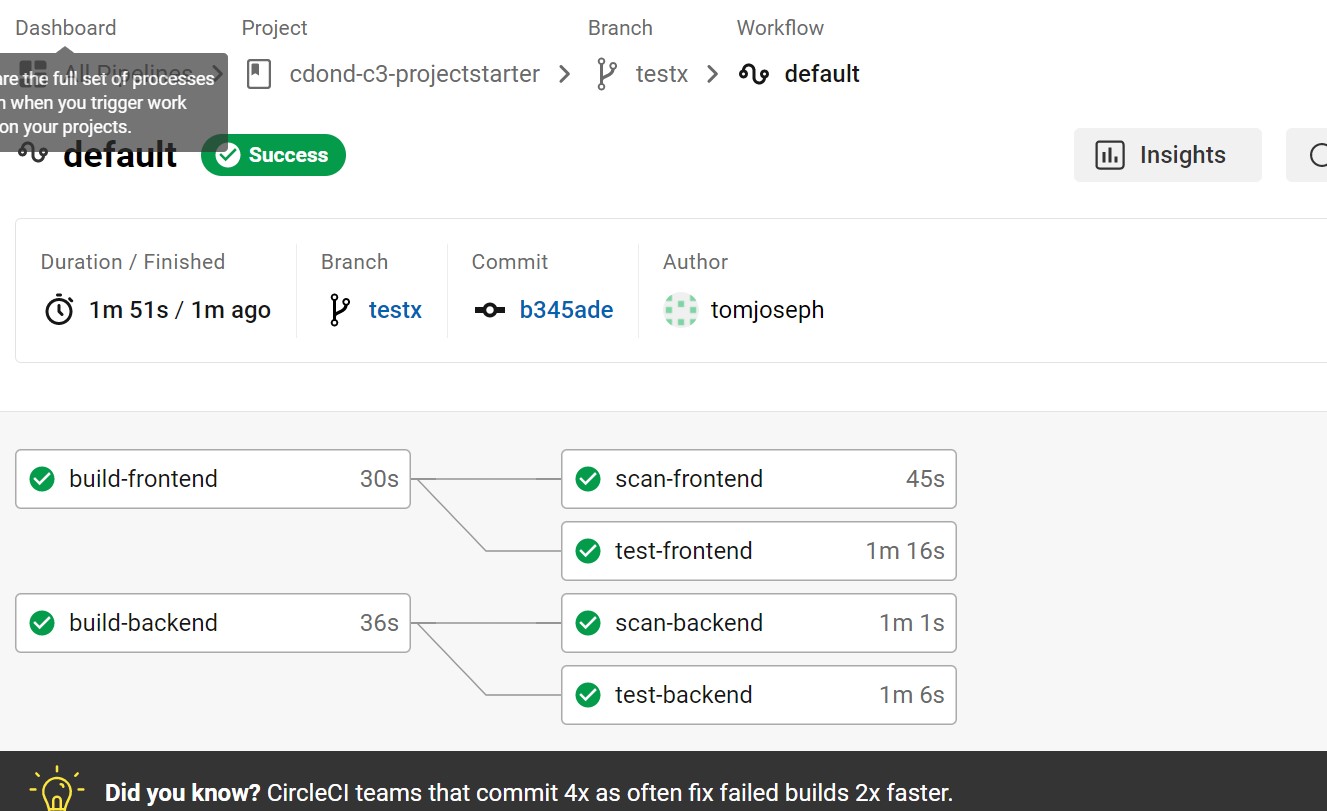 Dashboard
Project
Branch
Workflow
All Pipelines
cdond-c3-projectstarter
testx
default
are the full set of processes
when you trigger work
on your projects.
default
Success
Insights
Duration / Finished
Branch
Commit
Author
1m 51s / 1m ago
testx
b345ade
tomjoseph
build-frontend 30s
scan-frontend 45s
test-frontend 1m 16s
build-backend 36s
scan-backend 1m 1s
test-backend 1m 6s
Did you know? CircleCI teams that commit 4x as often fix failed builds 2x faster.